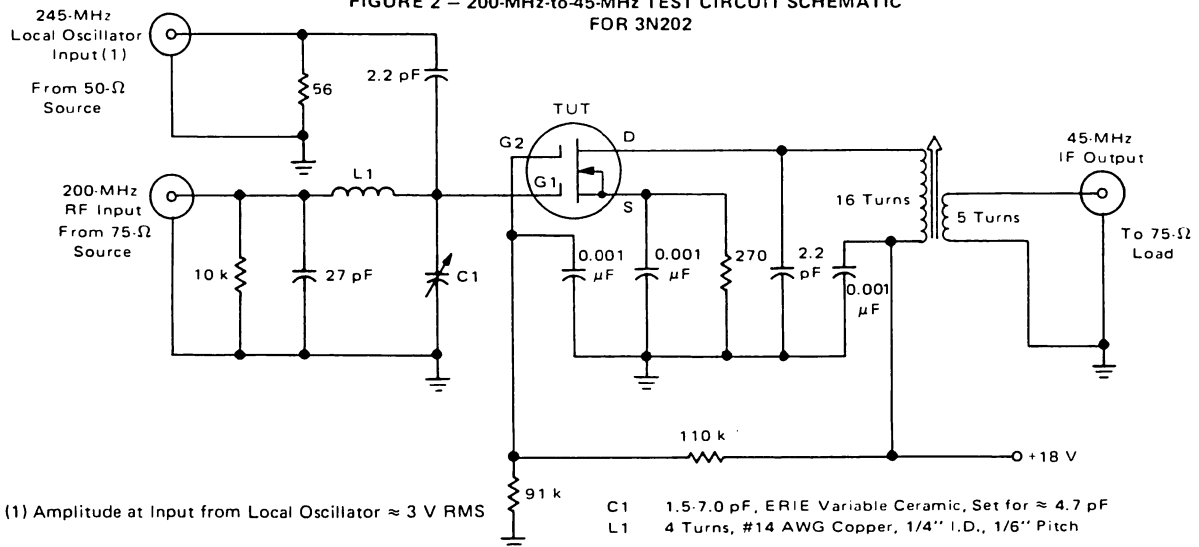 FIGURE 2 – 200-MHz-to-45-MHz TEST CIRCUIT SCHEMATIC
FOR 3N202
245-MHz
Local Oscillator
Input (1)
From 50-Ω
Source
56
2.2 pF
TUT
G2
D
G1
S
L1
200-MHz
RF Input
From 75-Ω
Source
10 k
27 pF
C1
0.001
μF
0.001
μF
270
2.2
pF
0.001
μF
16 Turns
5 Turns
45-MHz
IF Output
To 75-Ω
Load
110 k
+18 V
91 k
(1) Amplitude at Input from Local Oscillator ≈ 3 V RMS
C1 1.5-7.0 pF, ERIE Variable Ceramic, Set for ≈ 4.7 pF
L1 4 Turns, #14 AWG Copper, 1/4'' I.D., 1/6'' Pitch